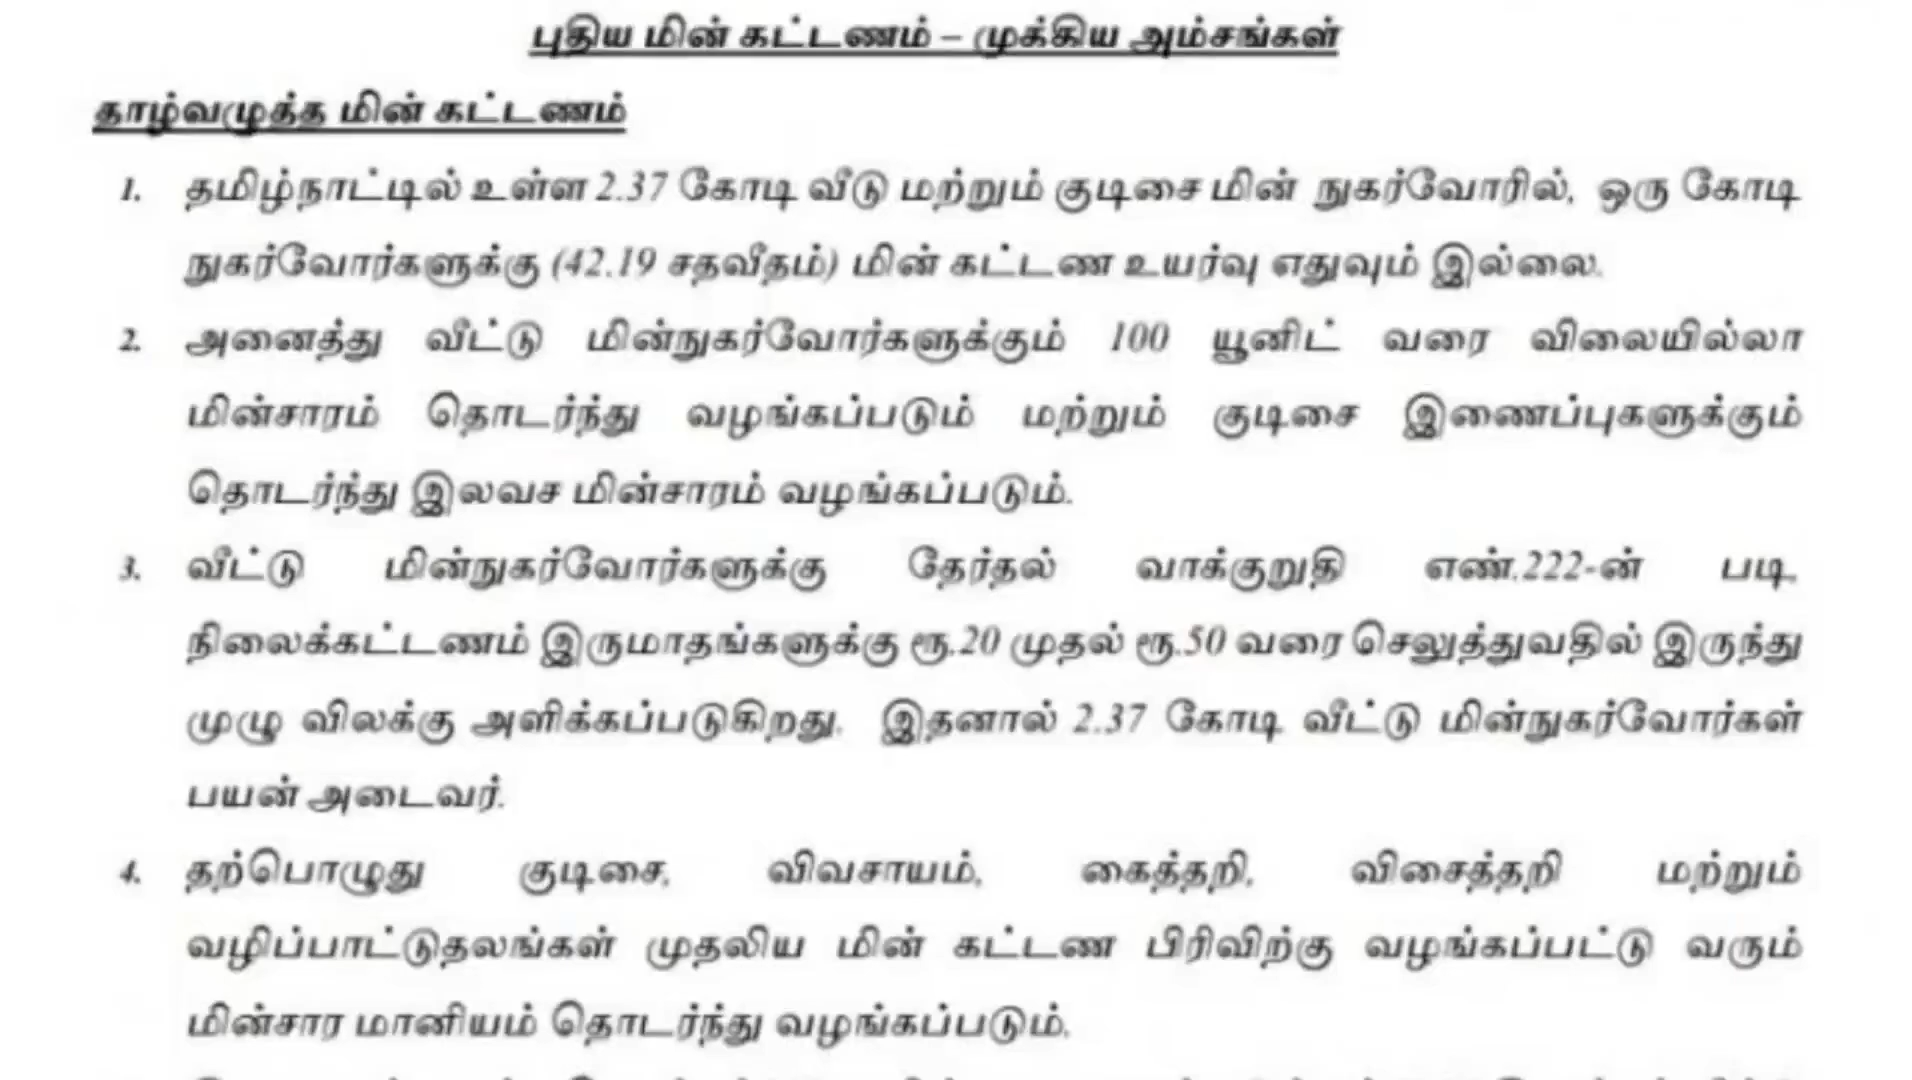 புதிய மின் கட்டணம் – முக்கிய அம்சங்கள்
தாழ்வழுத்த மின் கட்டணம்
1. தமிழ்நாட்டில் உள்ள 2.37 கோடி வீடு மற்றும் குடிசை மின் நுகர்வோரில், ஒரு கோடி
நுகர்வோர்களுக்கு (42.19 சதவீதம்) மின் கட்டண உயர்வு எதுவும் இல்லை.
2. அனைத்து வீட்டு மின்நுகர்வோர்களுக்கும் 100 யூனிட் வரை விலையில்லா
மின்சாரம் தொடர்ந்து வழங்கப்படும் மற்றும் குடிசை இணைப்புகளுக்கும்
தொடர்ந்து இலவச மின்சாரம் வழங்கப்படும்.
3. வீட்டு மின்நுகர்வோர்களுக்கு தேர்தல் வாக்குறுதி எண்.222-ன் படி,
நிலைக்கட்டணம் இருமாதங்களுக்கு ரூ.20 முதல் ரூ.50 வரை செலுத்துவதில் இருந்து
முழு விலக்கு அளிக்கப்படுகிறது. இதனால் 2.37 கோடி வீட்டு மின்நுகர்வோர்கள்
பயன் அடைவர்.
4. தற்பொழுது குடிசை, விவசாயம், கைத்தறி, விசைத்தறி மற்றும்
வழிப்பாட்டுதலங்கள் முதலிய மின் கட்டண பிரிவிற்கு வழங்கப்பட்டு வரும்
மின்சார மானியம் தொடர்ந்து வழங்கப்படும்.